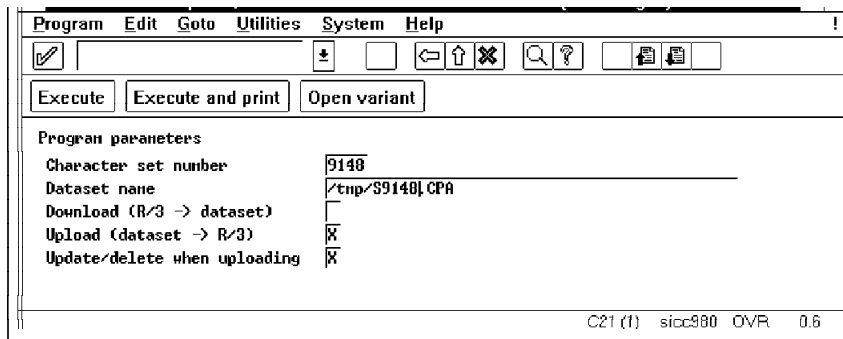 Program Edit Goto Utilities System Help !
Execute Execute and print Open variant
Program parameters
Character set number 9148
Dataset name /tmp/S9148.CPA
Download (R/3 -> dataset)
Upload (dataset -> R/3) X
Update/delete when uploading X
C21 (1) sicc980 OVR 0.6